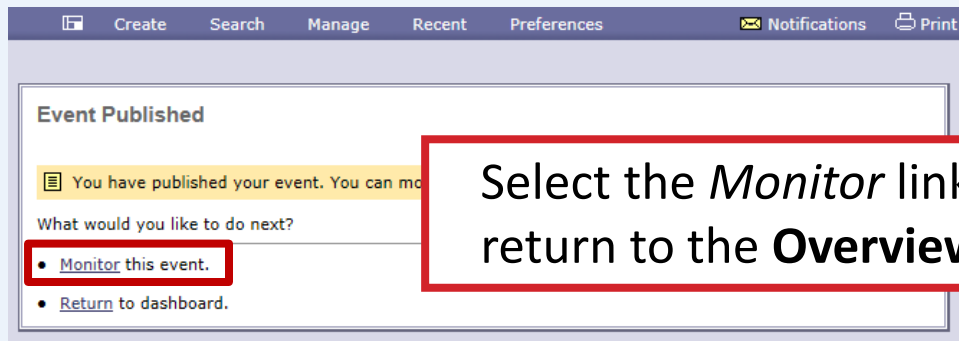 Create Search Manage Recent Preferences Notifications Print
Event Published
You have published your event. You can
What would you like to do next?
• Monitor this event.
• Return to dashboard.
Select the Monitor link
return to the Overview